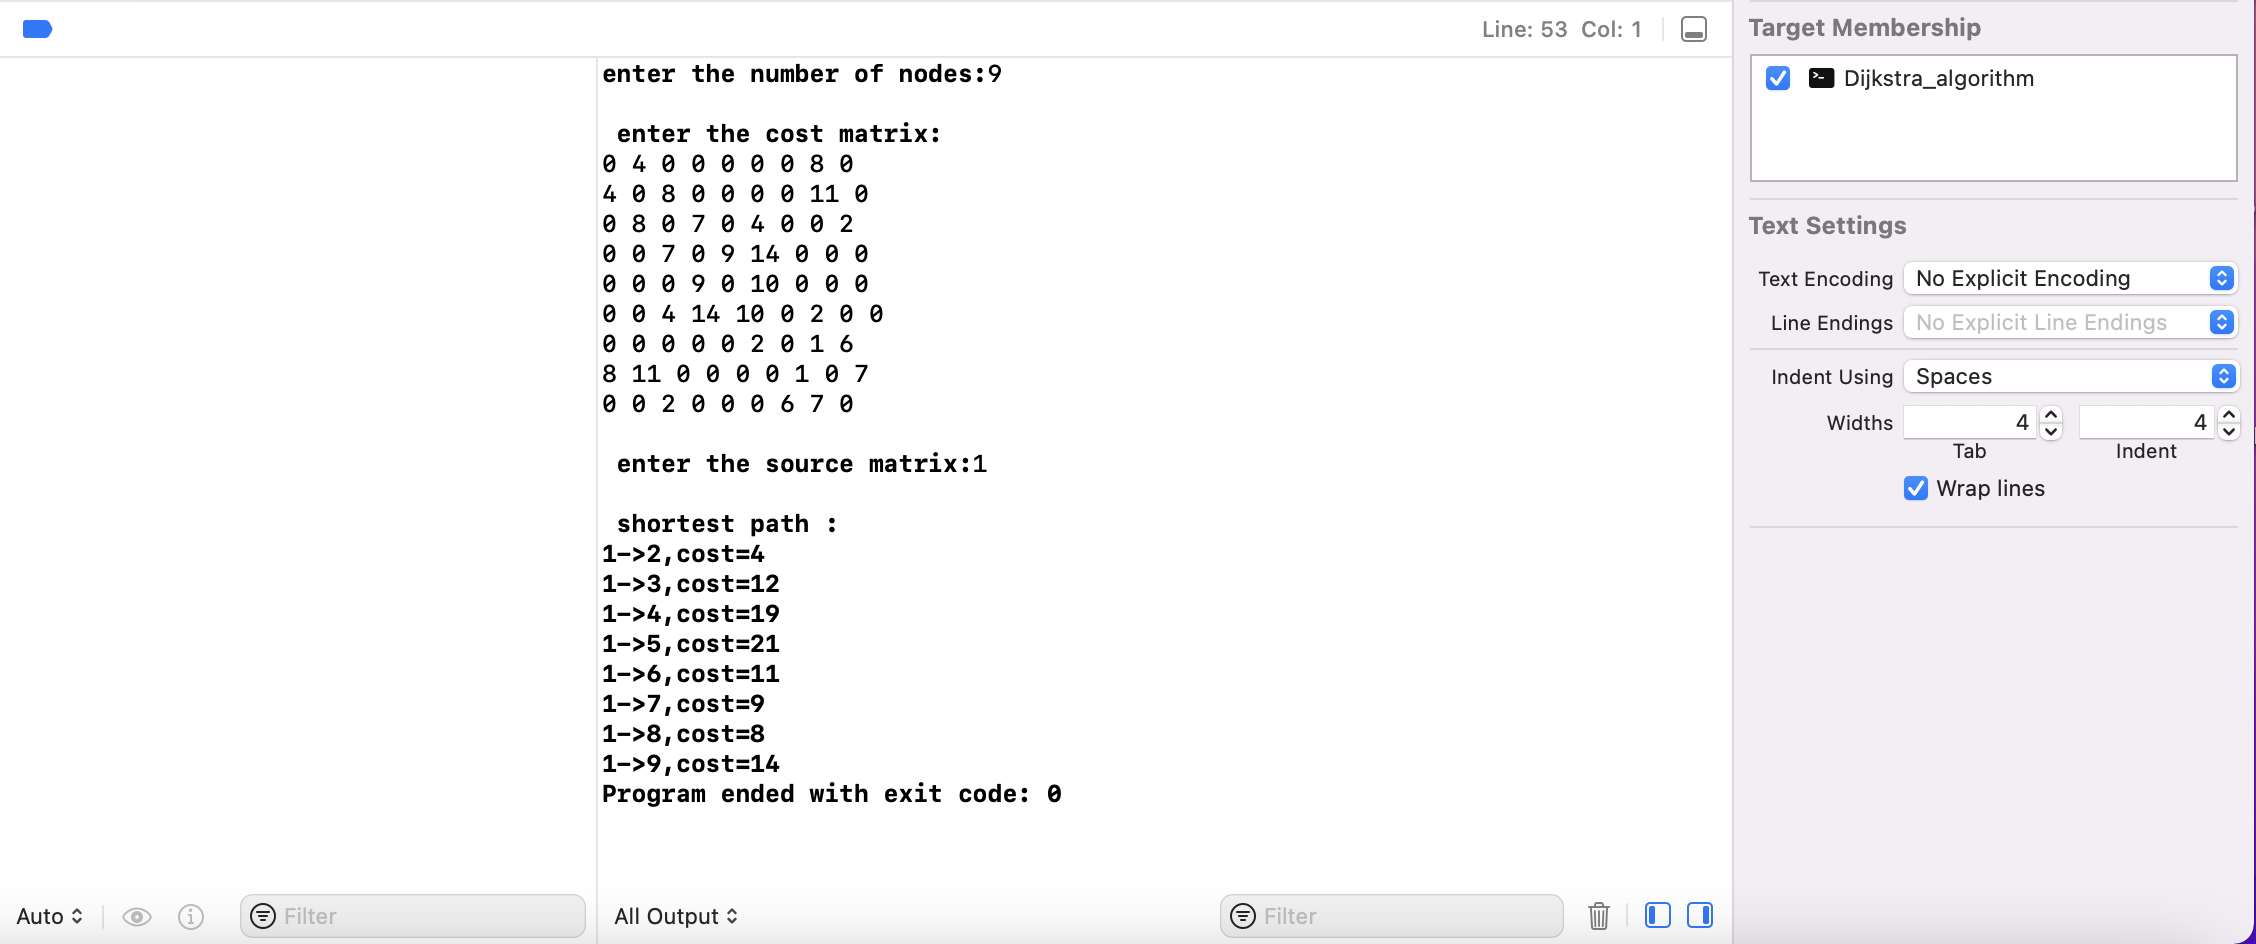 Line: 53 Col: 1
enter the number of nodes:9
enter the cost matrix:
0 4 0 0 0 0 0 8 0
4 0 8 0 0 0 0 11 0
0 8 0 7 0 4 0 0 2
0 0 7 0 9 14 0 0 0
0 0 0 9 0 10 0 0 0
0 0 4 14 10 0 2 0 0
0 0 0 0 0 2 0 1 6
8 11 0 0 0 0 1 0 7
0 0 2 0 0 0 6 7 0
enter the source matrix:1
shortest path :
1->2,cost=4
1->3,cost=12
1->4,cost=19
1->5,cost=21
1->6,cost=11
1->7,cost=9
1->8,cost=8
1->9,cost=14
Program ended with exit code: 0
Auto
Filter
All Output
Filter
Target Membership
Dijkstra_algorithm
Text Settings
Text Encoding No Explicit Encoding
Line Endings No Explicit Line Endings
Indent Using Spaces
Widths 4 4
Tab Indent
Wrap lines